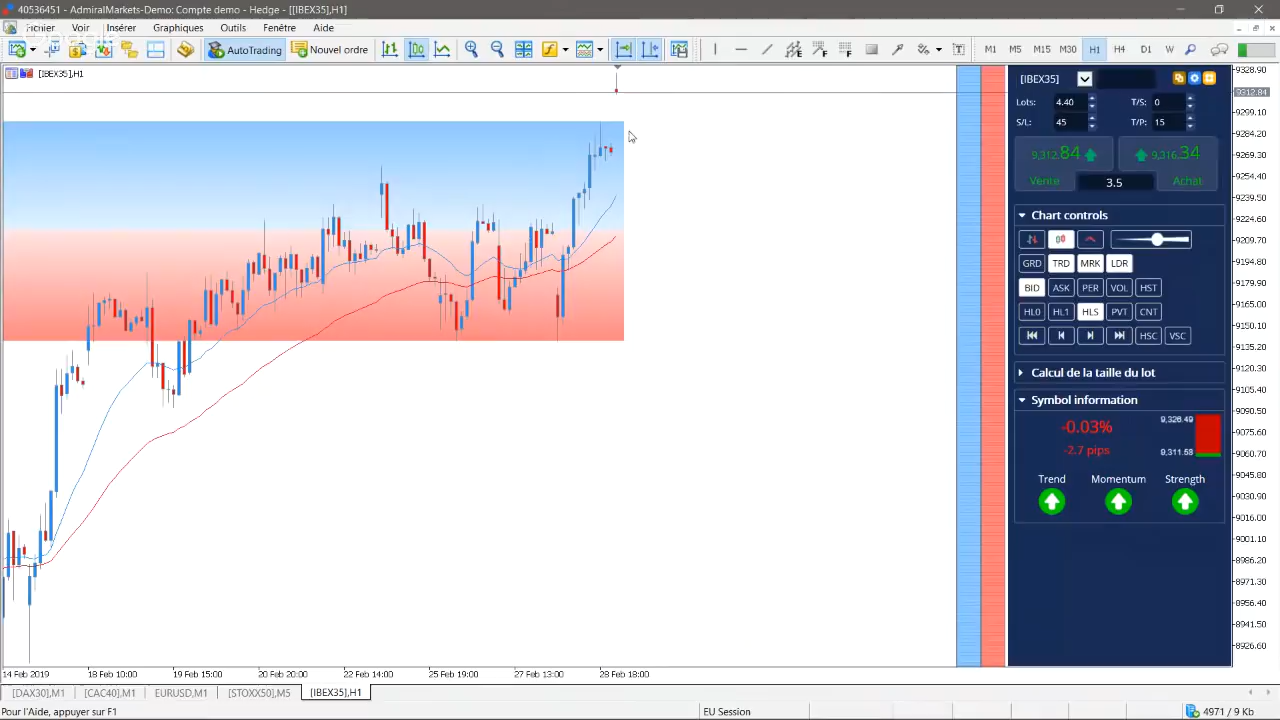 40536451 - AdmiralMarkets-Demo: Compte demo - Hedge - [[IBEX35],H1]
Fichier Voir Insérer Graphiques Outils Fenêtre Aide
AutoTrading Nouvel ordre M1 M5 M15 M30 H1 H4 D1 W
[IBEX35],H1
[IBEX35]
Lots: 4.40 T/S: 0
S/L: 45 T/P: 15
9,312.84 9,316.34
Vente 3.5 Achat
Chart controls
GRD TRD MRK LDR
BID ASK PER VOL HST
HL0 HL1 HLS PVT CNT
HSC VSC
Calcul de la taille du lot
Symbol information
-0.03% 9,326.49
-2.7 pips 9,311.58
Trend Momentum Strength
9328.90
9312.84
9299.10
9284.20
9269.30
9254.40
9239.50
9224.60
9209.70
9194.80
9179.90
9165.00
9150.10
9135.20
9120.30
9105.40
9090.50
9075.60
9060.70
9045.00
9030.90
9016.00
9001.10
8986.20
8971.30
8956.40
8941.50
8926.60
14 Feb 2019 18 Feb 10:00 19 Feb 15:00 20 Feb 20:00 22 Feb 14:00 25 Feb 19:00 27 Feb 13:00 28 Feb 18:00
[DAX30],M1 [CAC40],M1 EURUSD,M1 [STOXX50],M5 [IBEX35],H1
Pour l'Aide, appuyer sur F1 EU Session 4971 / 9 Kb